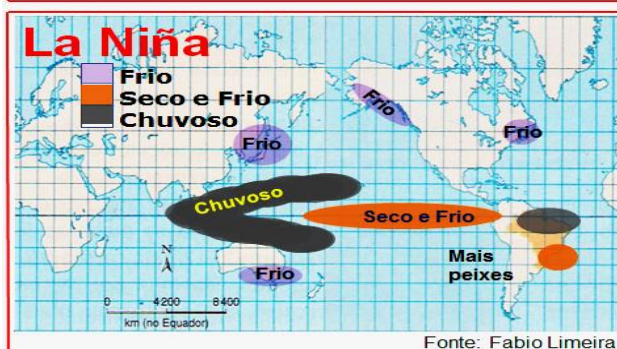 La Niña
Frio
Seco e Frio
Chuvoso
Frio
Frio
Frio
Chuvoso
Seco e Frio
Mais
peixes
Frio
N
0 4200 8400
km (no Equador)
Fonte: Fabio Limeira